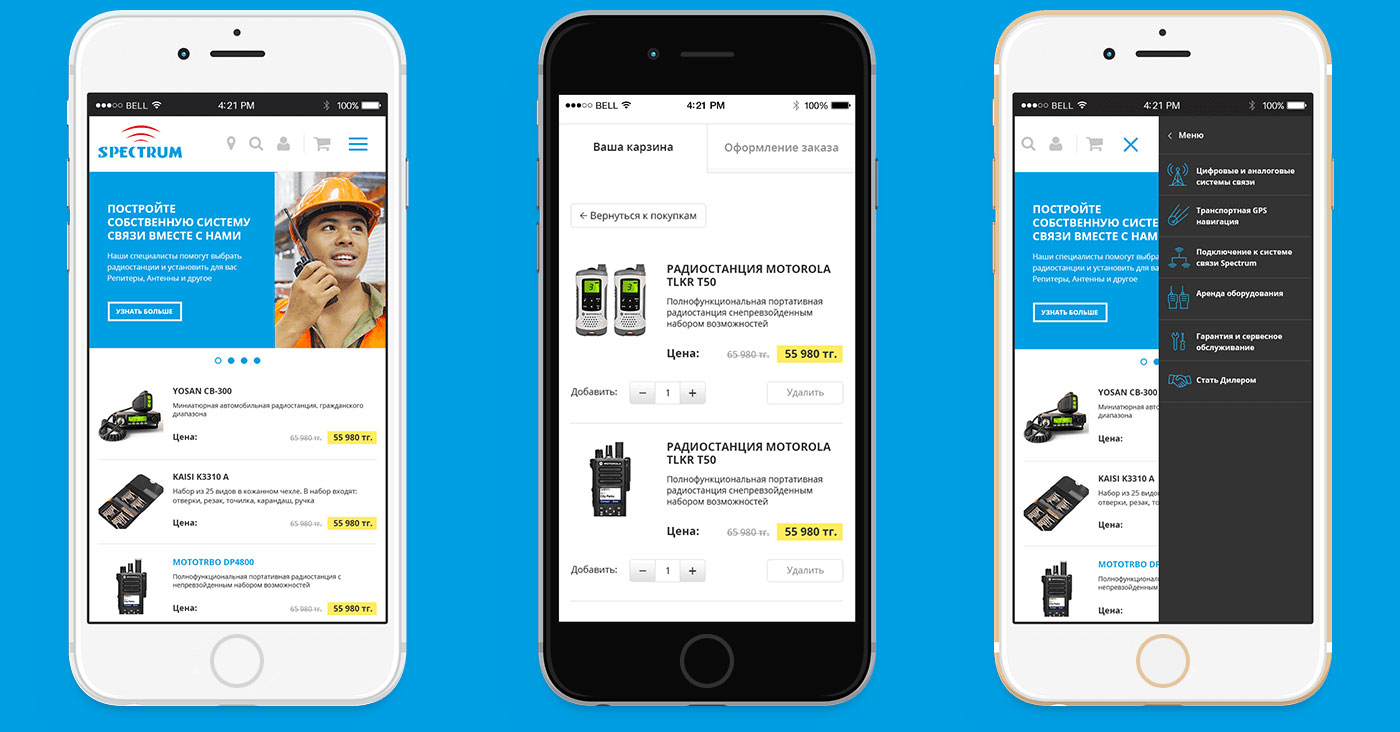 BELL
4:21 PM
100%
SPECTRUM
ПОСТРОЙТЕ
СОБСТВЕННУЮ СИСТЕМУ
СВЯЗИ ВМЕСТЕ С НАМИ
Наши специалисты помогут выбрать
радиостанции и установить для вас
Репитеры, Антенны и другое
УЗНАТЬ БОЛЬШЕ
YOSAN CB-300
Миниатюрная автомобильная радиостанция, гражданского
диапазона
Цена: 65 980 тг. 55 980 тг.
KAISI K3310 A
Набор из 25 видов в кожанном чехле. В набор входят:
отверки, резак, точилка, карандаш, ручка
Цена: 65 980 тг. 55 980 тг.
MOTOTRBO DP4800
Полнофункциональная портативная радиостанция с
непревзойденным набором возможностей
Цена: 65 980 тг. 55 980 тг.
BELL
4:21 PM
100%
Ваша карзина
Оформление заказа
← Вернуться к покупкам
РАДИОСТАНЦИЯ MOTOROLA
TLKR T50
Полнофункциональная портативная
радиостанция снепревзойденным
набором возможностей
Цена: 65 980 тг. 55 980 тг.
Добавить: − 1 + Удалить
РАДИОСТАНЦИЯ MOTOROLA
TLKR T50
Полнофункциональная портативная
радиостанция снепревзойденным
набором возможностей
Цена: 65 980 тг. 55 980 тг.
Добавить: − 1 + Удалить
BELL
4:21 PM
100%
ПОСТРОЙТЕ
СОБСТВЕННУЮ СИСТЕ
СВЯЗИ ВМЕСТЕ С НАМ
Наши специалисты помогут выбра
радиостанции и установить для ва
Репитеры, Антенны и другое
УЗНАТЬ БОЛЬШЕ
YOSAN CB-300
Миниатюрная авто
диапазона
Цена:
KAISI K3310 A
Набор из 25 видо
отверки, резак, то
Цена:
MOTOTRBO DP
Полнофункционал
непревзойденным
Цена:
Меню
Цифровые и аналоговые
системы связи
Транспортная GPS
навигация
Подключение к системе
связи Spectrum
Аренда оборудования
Гарантия и сервесное
обслуживание
Стать Дилером